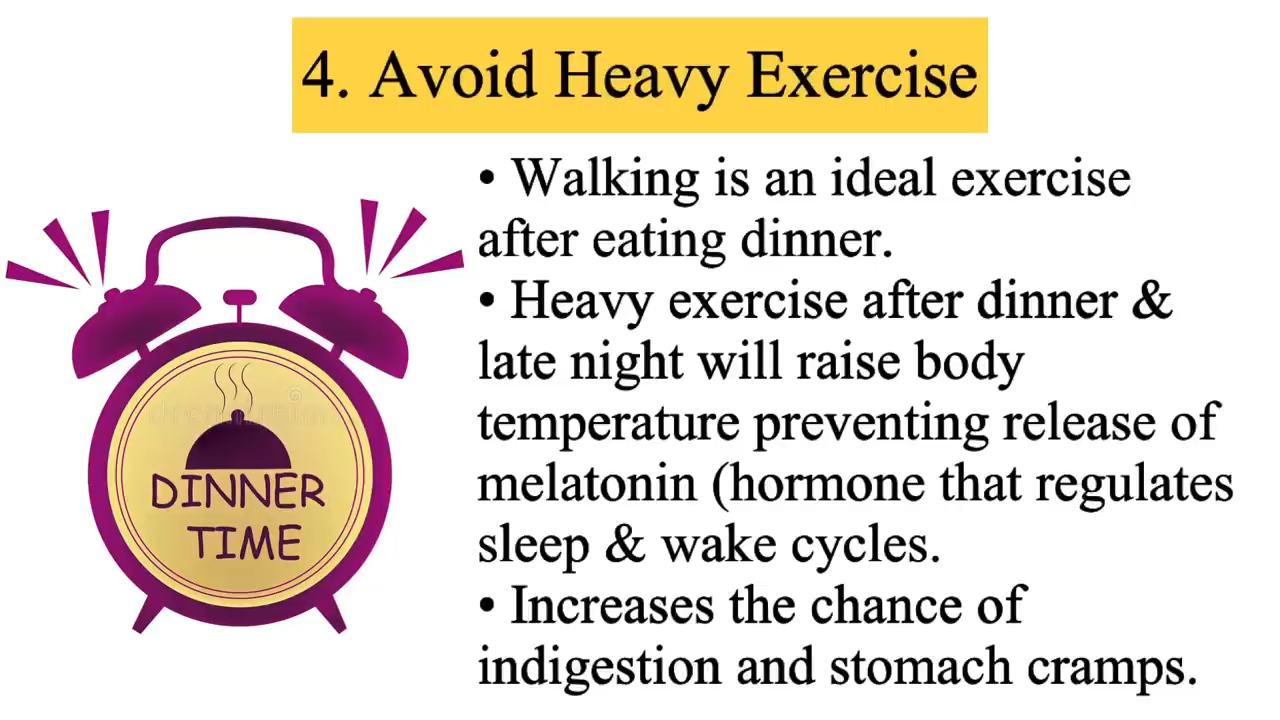 4. Avoid Heavy Exercise
• Walking is an ideal exercise
after eating dinner.
• Heavy exercise after dinner &
late night will raise body
temperature preventing release of
melatonin (hormone that regulates
sleep & wake cycles.
• Increases the chance of
indigestion and stomach cramps.
DINNER
TIME